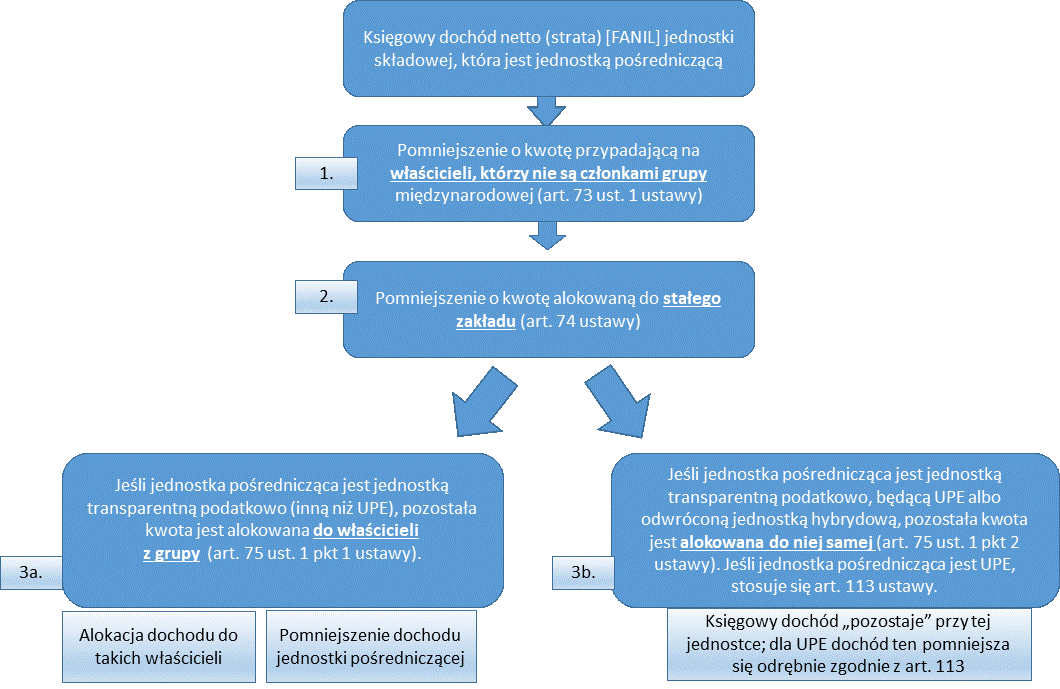 Księgowy dochód netto (strata) [FANIL] jednostki
składowej, która jest jednostką pośredniczącą
1.
Pomniejszenie o kwotę przypadającą na
właścicieli, którzy nie są członkami grupy
międzynarodowej (art. 73 ust. 1 ustawy)
2.
Pomniejszenie o kwotę alokowaną do stałego
zakładu (art. 74 ustawy)
3a.
Jeśli jednostka pośrednicząca jest jednostką
transparentną podatkowo (inną niż UPE), pozostała
kwota jest alokowana do właścicieli
z grupy (art. 75 ust. 1 pkt 1 ustawy).
Alokacja dochodu do
takich właścicieli
Pomniejszenie dochodu
jednostki pośredniczącej
3b.
Jeśli jednostka pośrednicząca jest jednostką
transparentną podatkowo, będącą UPE albo
odwróconą jednostką hybrydową, pozostała kwota
jest alokowana do niej samej (art. 75 ust. 1 pkt 2
ustawy). Jeśli jednostka pośrednicząca jest UPE,
stosuje się art. 113 ustawy.
Księgowy dochód „pozostaje” przy tej
jednostce; dla UPE dochód ten pomniejsza
się odrębnie zgodnie z art. 113